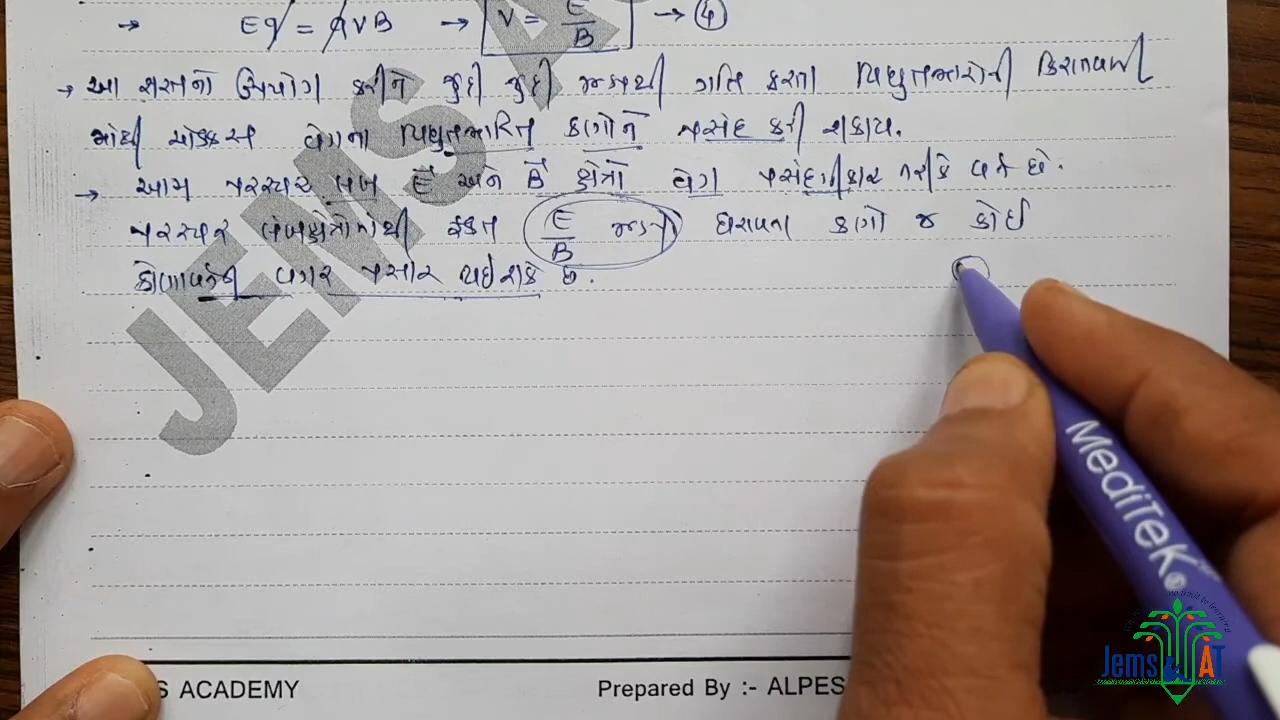 → Eq = qVB → V = E/B → ④
→ આ શરતનો ઉપયોગ કરીને જુદી જુદી ઝડપથી ગતિ કરતા વિદ્યુતભારોની કિરણાવલી
માંથી ચોક્કસ વેગના વિદ્યુતભારિત કણોને પસંદ કરી શકાય.
→ આમ પરસ્પર લંબ E⃗ અને B⃗ ક્ષેત્રો વેગ પસંદગીકાર તરીકે વર્તે છે.
પરસ્પર લંબક્ષેત્રોમાંથી ફક્ત E/B ઝડપ ધરાવતા કણો જ કોઈ
કોણાવર્તન વગર પસાર થઈ શકે છે.
JEMS A
S ACADEMY Prepared By :- ALPES
MediTek®
Jems AT